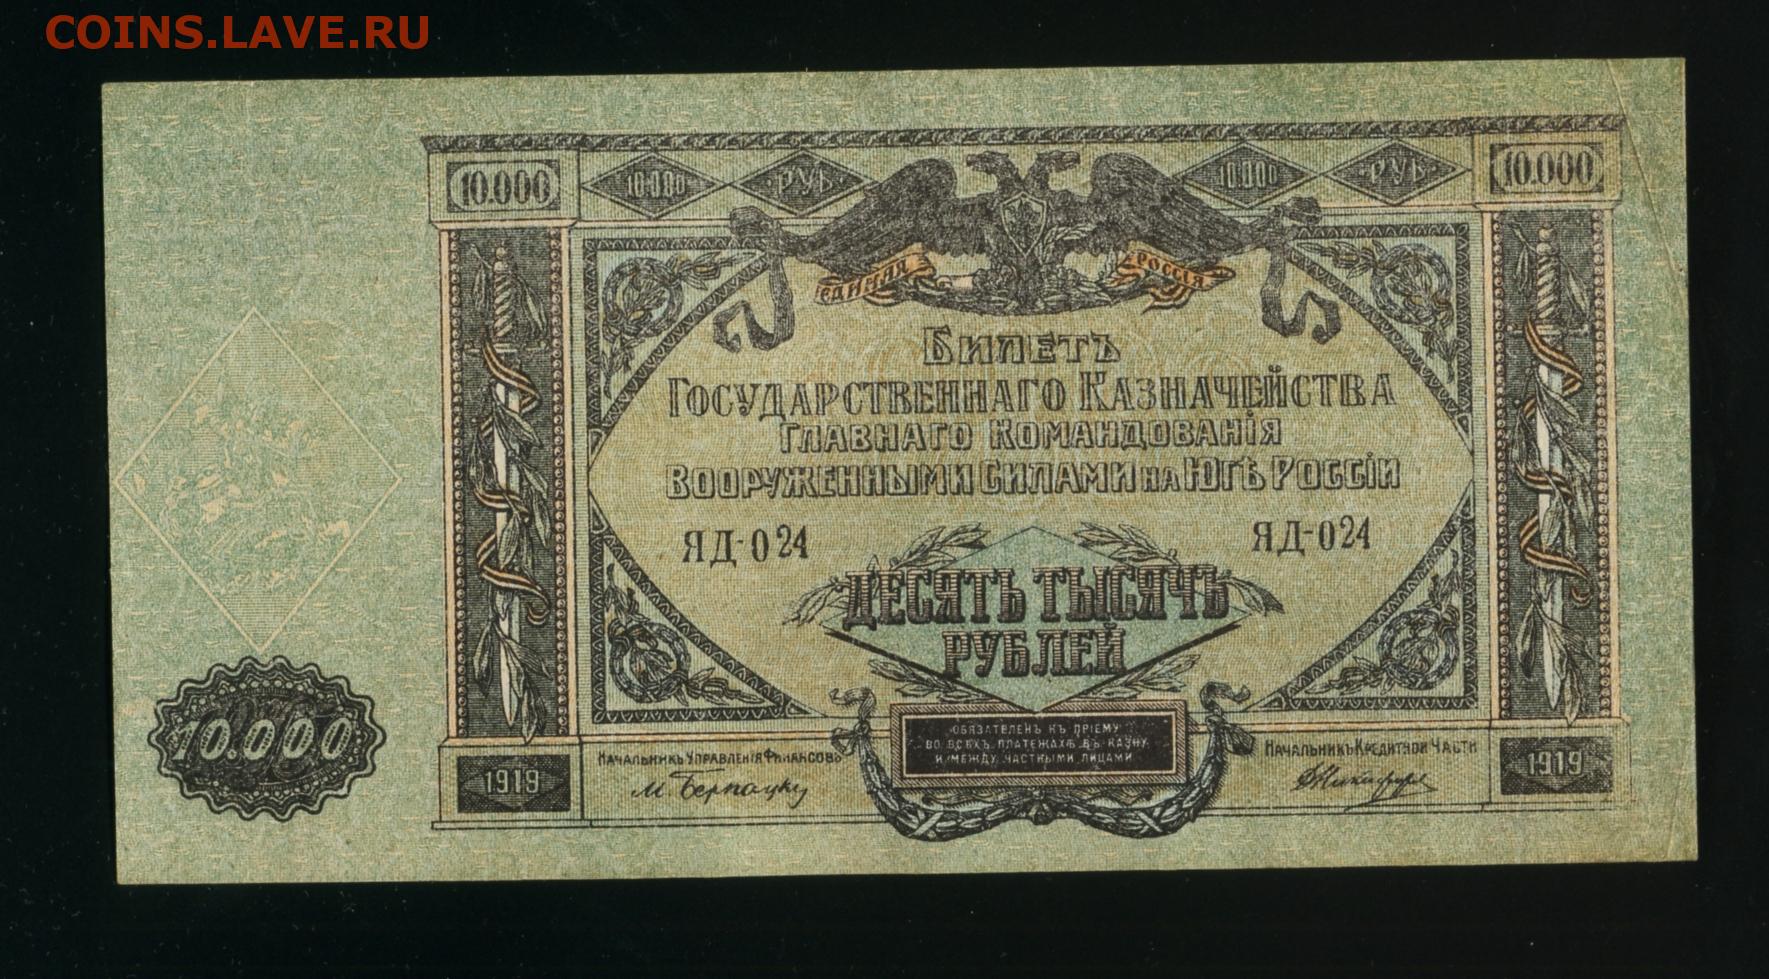 COINS.LAVE.RU
10.000 10.000 РУБ 10.000 РУБ 10.000
ЕДИНАЯ РОССІЯ
БИЛЕТЪ
ГОСУДАРСТВЕННАГО КАЗНАЧЕЙСТВА
ГЛАВНАГО КОМАНДОВАНІЯ
ВООРУЖЕННЫМИ СИЛАМИ НА ЮГѢ РОССІИ
ЯД-024 ЯД-024
ДЕСЯТЬ ТЫСЯЧЪ
РУБЛЕЙ
10.000
ОБЯЗАТЕЛЕНЪ КЪ ПРІЕМУ
ВО ВСѢХЪ ПЛАТЕЖАХЪ ВЪ КАЗНУ
И МЕЖДУ ЧАСТНЫМИ ЛИЦАМИ
НАЧАЛЬНИКЪ УПРАВЛЕНІЯ ФИНАНСОВЪ НАЧАЛЬНИКЪ КРЕДИТНОЙ ЧАСТИ
1919 М Бернацкій 1919